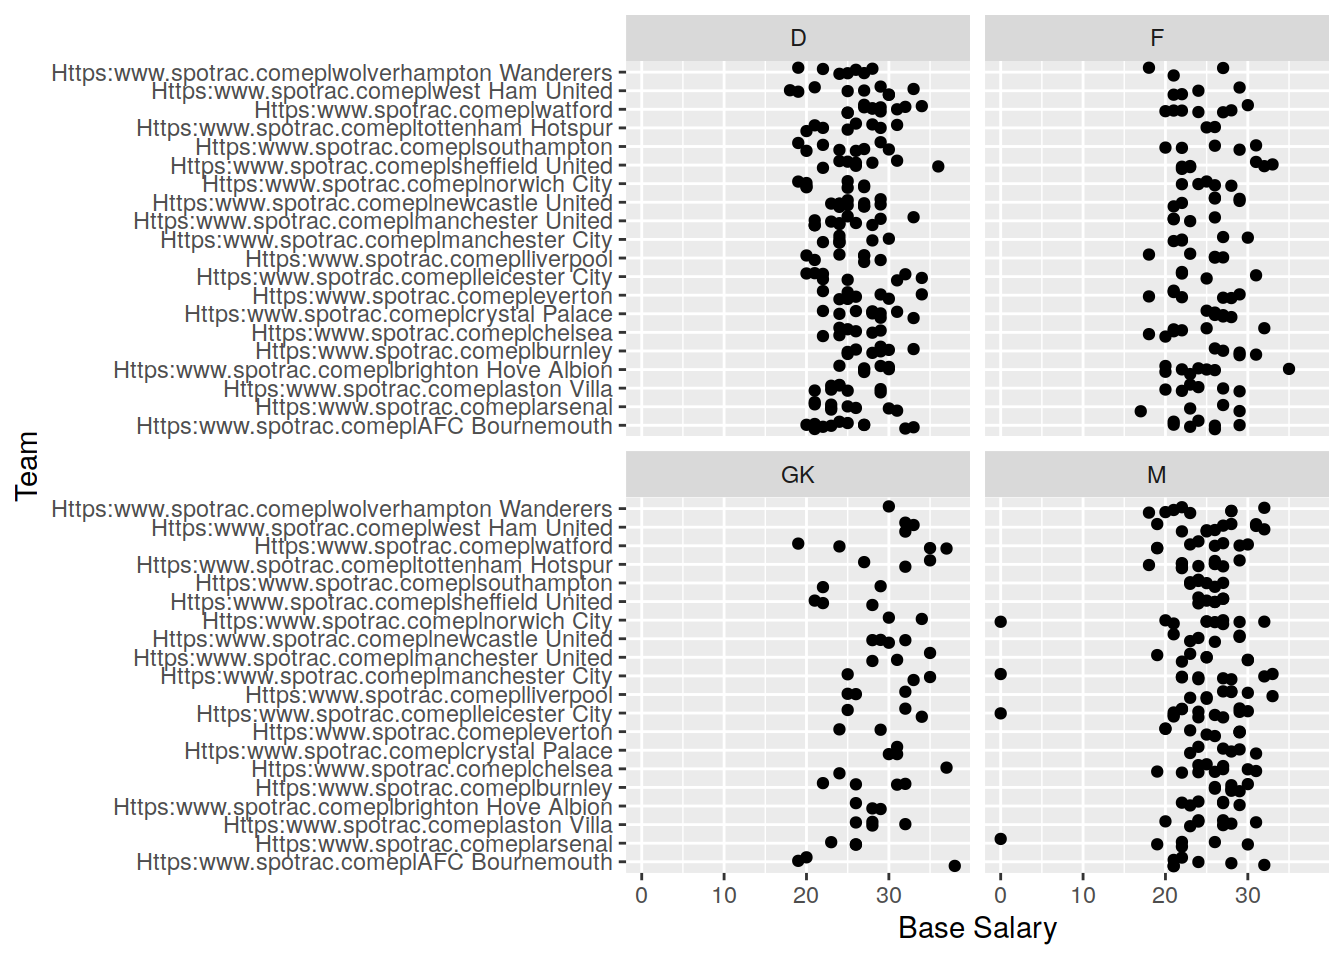 D
F
Https:www.spotrac.comeplwolverhampton Wanderers
Https:www.spotrac.comeplwest Ham United
Https:www.spotrac.comeplwatford
Https:www.spotrac.comepltottenham Hotspur
Https:www.spotrac.comeplsouthampton
Https:www.spotrac.comeplsheffield United
Https:www.spotrac.comeplnorwich City
Https:www.spotrac.comeplnewcastle United
Https:www.spotrac.comeplmanchester United
Https:www.spotrac.comeplmanchester City
Https:www.spotrac.comeplliverpool
Https:www.spotrac.comeplleicester City
Https:www.spotrac.comepleverton
Https:www.spotrac.comeplcrystal Palace
Https:www.spotrac.comeplchelsea
Https:www.spotrac.comeplburnley
Https:www.spotrac.comeplbrighton Hove Albion
Https:www.spotrac.comeplaston Villa
Https:www.spotrac.comeplarsenal
Https:www.spotrac.comeplAFC Bournemouth
Team
GK
M
Https:www.spotrac.comeplwolverhampton Wanderers
Https:www.spotrac.comeplwest Ham United
Https:www.spotrac.comeplwatford
Https:www.spotrac.comepltottenham Hotspur
Https:www.spotrac.comeplsouthampton
Https:www.spotrac.comeplsheffield United
Https:www.spotrac.comeplnorwich City
Https:www.spotrac.comeplnewcastle United
Https:www.spotrac.comeplmanchester United
Https:www.spotrac.comeplmanchester City
Https:www.spotrac.comeplliverpool
Https:www.spotrac.comeplleicester City
Https:www.spotrac.comepleverton
Https:www.spotrac.comeplcrystal Palace
Https:www.spotrac.comeplchelsea
Https:www.spotrac.comeplburnley
Https:www.spotrac.comeplbrighton Hove Albion
Https:www.spotrac.comeplaston Villa
Https:www.spotrac.comeplarsenal
Https:www.spotrac.comeplAFC Bournemouth
0 10 20 30 0 10 20 30
Base Salary